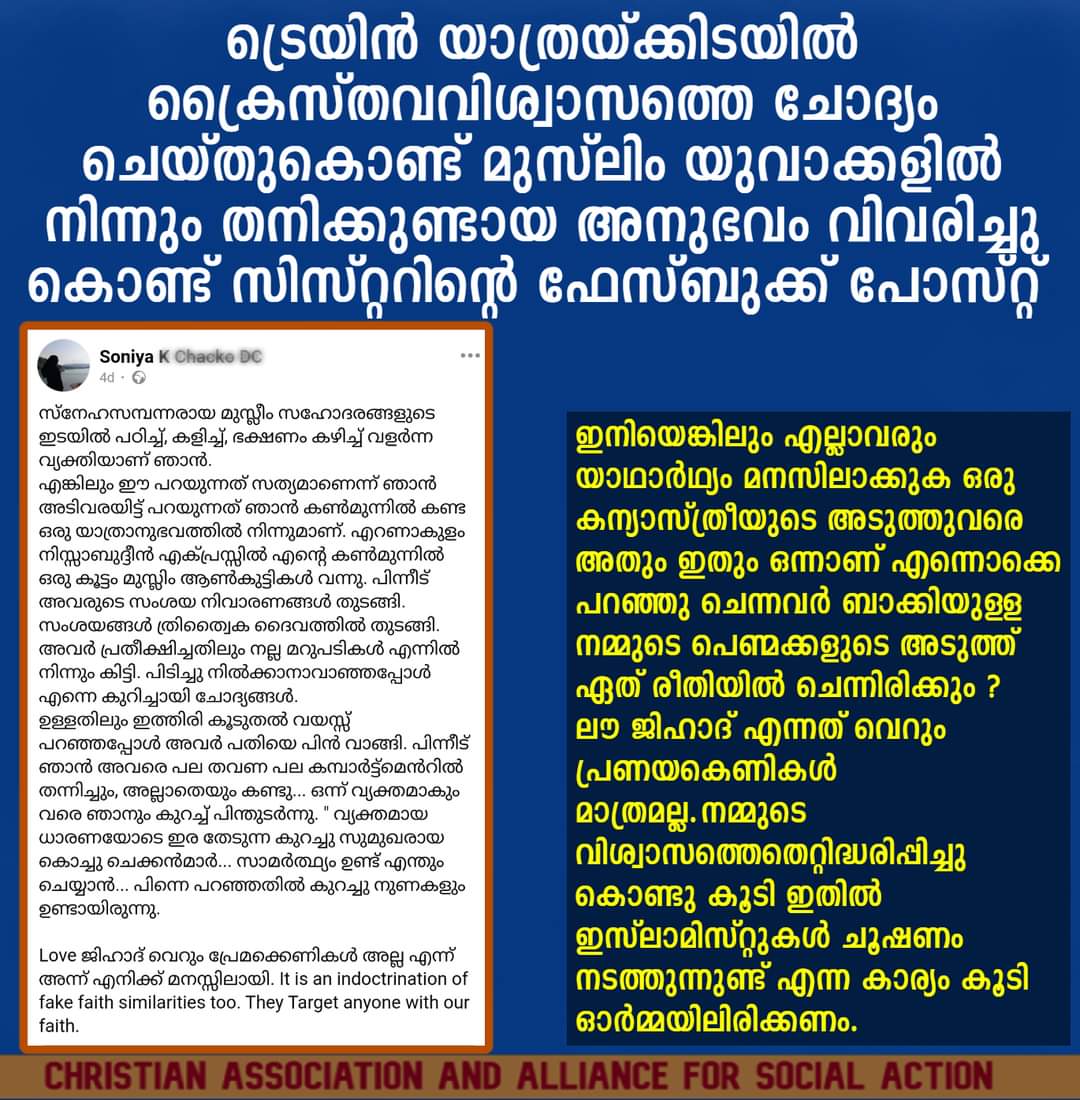 ട്രെയിൻ യാത്രയ്ക്കിടയിൽ
ക്രൈസ്തവവിശ്വാസത്തെ ചോദ്യം
ചെയ്തുകൊണ്ട് മുസ്ലിം യുവാക്കളിൽ
നിന്നും തനിക്കുണ്ടായ അനുഭവം വിവരിച്ചു
കൊണ്ട് സിസ്റ്ററിന്റെ ഫേസ്ബുക്ക് പോസ്റ്റ്
Soniya K Chacko DC
4d
സ്നേഹസമ്പന്നരായ മുസ്ലീം സഹോദരങ്ങളുടെ
ഇടയിൽ പഠിച്ച്, കളിച്ച്, ഭക്ഷണം കഴിച്ച് വളർന്ന
വ്യക്തിയാണ് ഞാൻ.
എങ്കിലും ഈ പറയുന്നത് സത്യമാണെന്ന് ഞാൻ
അടിവരയിട്ട് പറയുന്നത് ഞാൻ കൺമുന്നിൽ കണ്ട
ഒരു യാത്രാനുഭവത്തിൽ നിന്നുമാണ്. എറണാകുളം
നിസ്സാബുദ്ദീൻ എക്പ്രസ്സിൽ എന്റെ കൺമുന്നിൽ
ഒരു കൂട്ടം മുസ്ലിം ആൺകുട്ടികൾ വന്നു. പിന്നീട്
അവരുടെ സംശയ നിവാരണങ്ങൾ തുടങ്ങി.
സംശയങ്ങൾ ത്രിത്വൈക ദൈവത്തിൽ തുടങ്ങി.
അവർ പ്രതീക്ഷിച്ചതിലും നല്ല മറുപടികൾ എന്നിൽ
നിന്നും കിട്ടി. പിടിച്ചു നിൽക്കാനാവാഞ്ഞപ്പോൾ
എന്നെ കുറിച്ചായി ചോദ്യങ്ങൾ.
ഉള്ളതിലും ഇത്തിരി കൂടുതൽ വയസ്സ്
പറഞ്ഞപ്പോൾ അവർ പതിയെ പിൻ വാങ്ങി. പിന്നീട്
ഞാൻ അവരെ പല തവണ പല കമ്പാർട്ട്മെൻറിൽ
തന്നിച്ചും, അല്ലാതെയും കണ്ടു... ഒന്ന് വ്യക്തമാകും
വരെ ഞാനും കുറച്ച് പിന്തുടർന്നു. " വ്യക്തമായ
ധാരണയോടെ ഇര തേടുന്ന കുറച്ചു സുമുഖരായ
കൊച്ചു ചെക്കൻമാർ... സാമർത്ഥ്യം ഉണ്ട് എന്തും
ചെയ്യാൻ... പിന്നെ പറഞ്ഞതിൽ കുറച്ചു നുണകളും
ഉണ്ടായിരുന്നു.
Love ജിഹാദ് വെറും പ്രേമക്കെണികൾ അല്ല എന്ന്
അന്ന് എനിക്ക് മനസ്സിലായി. It is an indoctrination of
fake faith similarities too. They Target anyone with our
faith.
ഇനിയെങ്കിലും എല്ലാവരും
യാഥാർഥ്യം മനസിലാക്കുക ഒരു
കന്യാസ്ത്രീയുടെ അടുത്തുവരെ
അതും ഇതും ഒന്നാണ് എന്നൊക്കെ
പറഞ്ഞു ചെന്നവർ ബാക്കിയുള്ള
നമ്മുടെ പെണ്മക്കളുടെ അടുത്ത്
ഏത് രീതിയിൽ ചെന്നിരിക്കും ?
ലൗ ജിഹാദ് എന്നത് വെറും
പ്രണയകെണികൾ
മാത്രമല്ല.നമ്മുടെ
വിശ്വാസത്തെതെറ്റിദ്ധരിപ്പിച്ചു
കൊണ്ടു കൂടി ഇതിൽ
ഇസ്ലാമിസ്റ്റുകൾ ചൂഷണം
നടത്തുന്നുണ്ട് എന്ന കാര്യം കൂടി
ഓർമ്മയിലിരിക്കണം.
CHRISTIAN ASSOCIATION AND ALLIANCE FOR SOCIAL ACTION